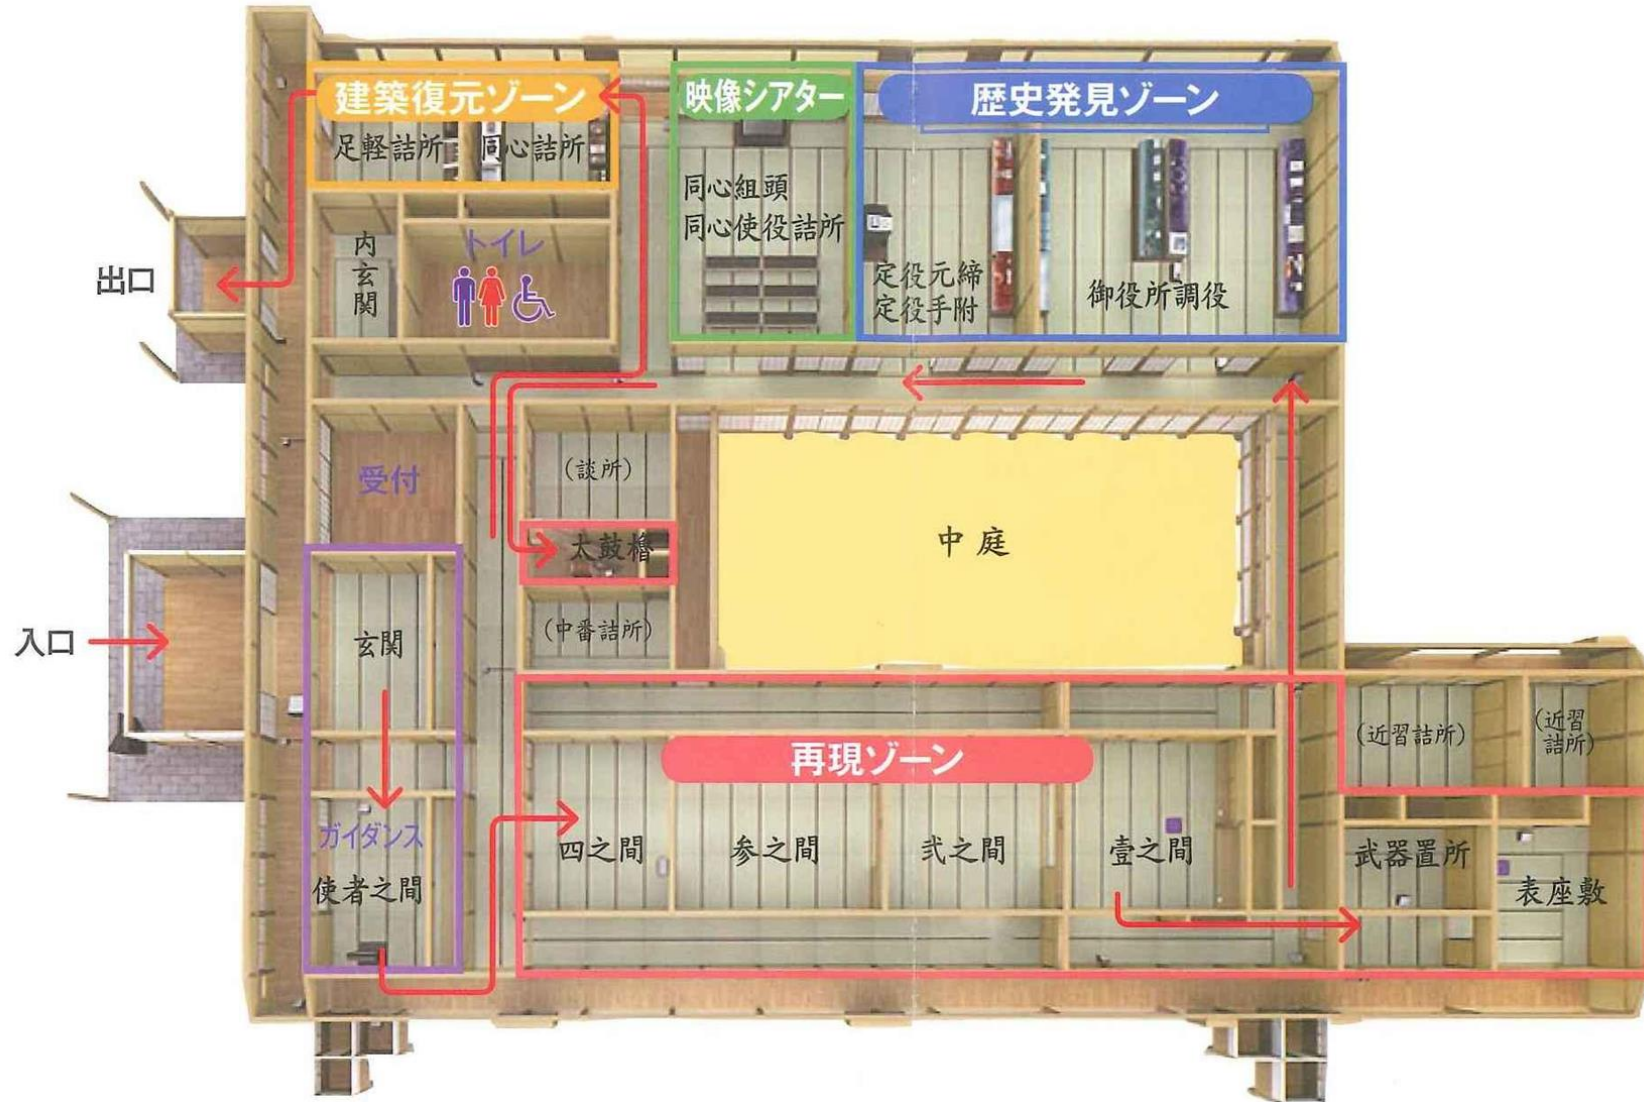 建築復元ゾーン
映像シアター
歴史発見ゾーン
足軽詰所
同心詰所
同心組頭
同心使役詰所
定役元締
定役手附
御役所調役
内玄関
トイレ
出口
受付
(談所)
太鼓櫓
中庭
(中番詰所)
入口
玄関
再現ゾーン
(近習詰所)
(近習
詰所)
ガイダンス
使者之間
四之間
参之間
弐之間
壹之間
武器置所
表座敷